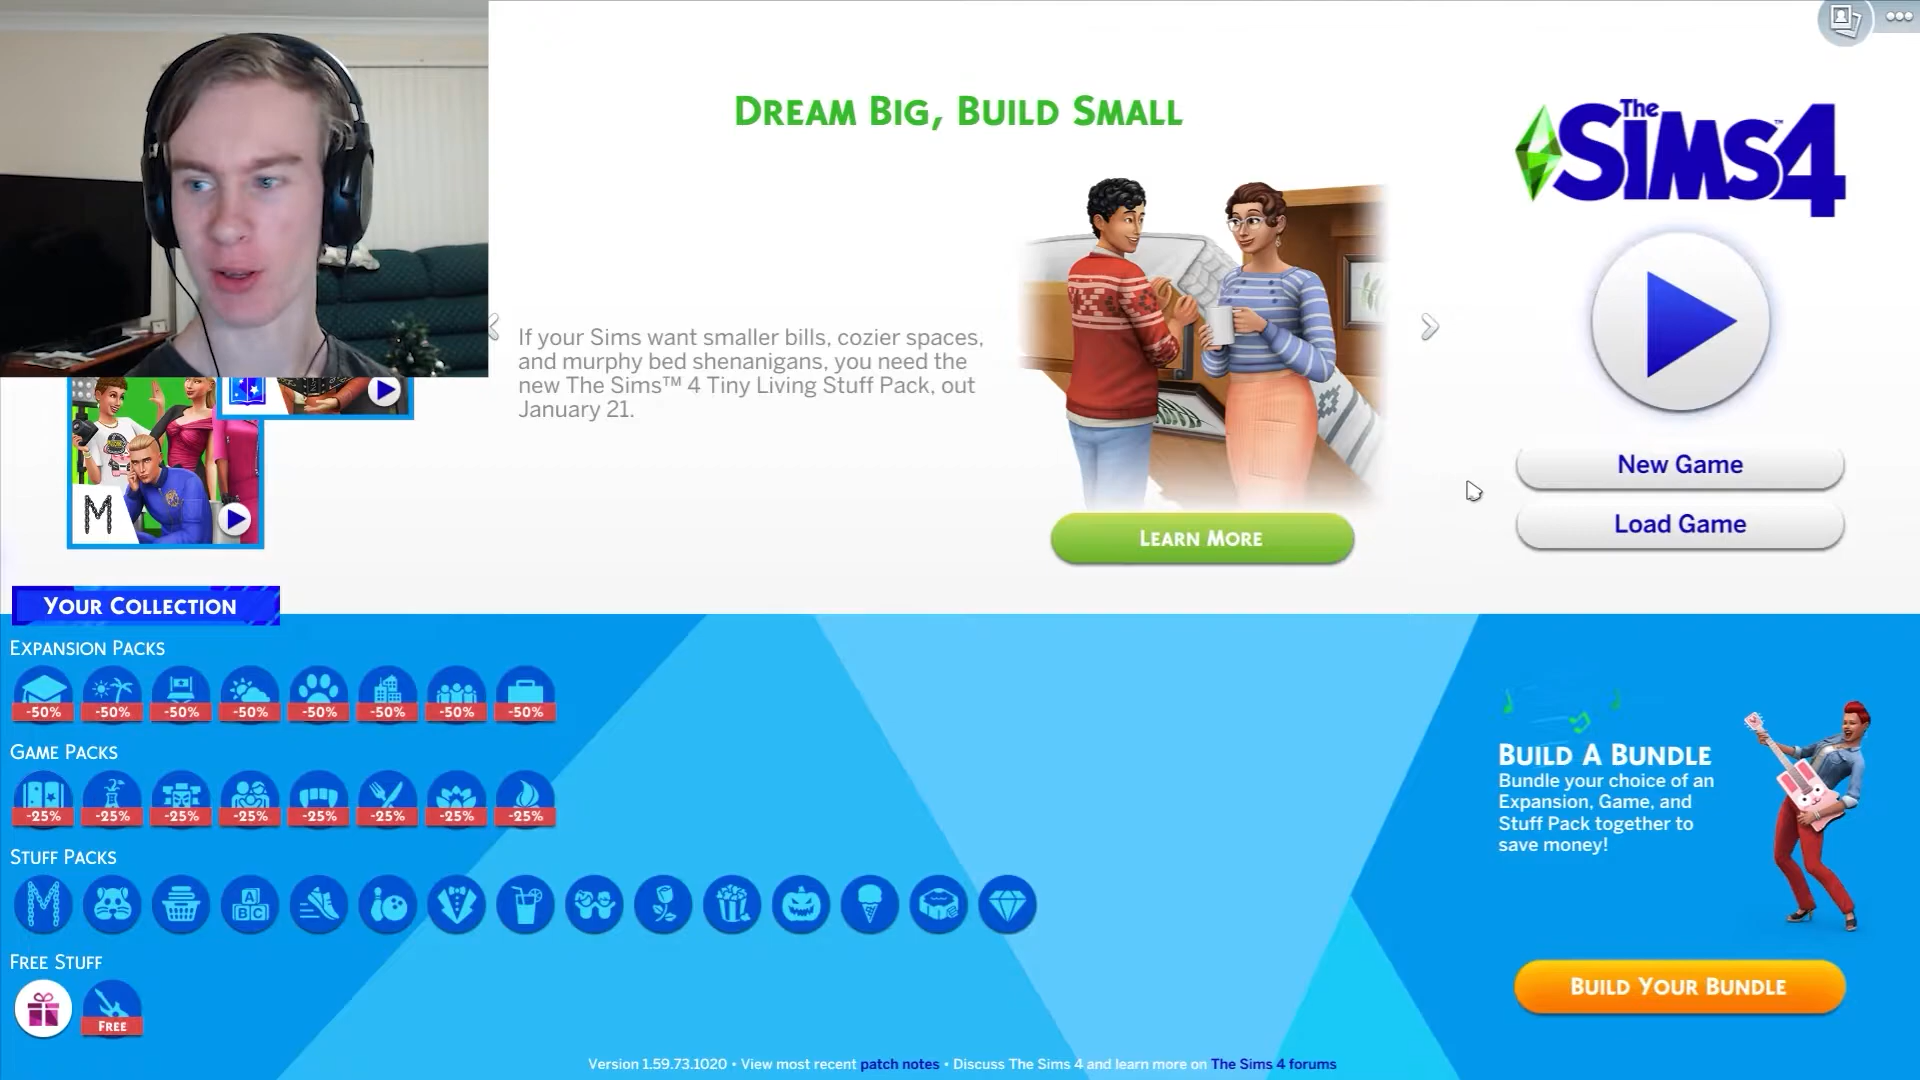 DREAM BIG, BUILD SMALL
The SIMS 4
If your Sims want smaller bills, cozier spaces,
and murphy bed shenanigans, you need the
new The Sims™ 4 Tiny Living Stuff Pack, out
January 21.
M
New Game
LEARN MORE
Load Game
YOUR COLLECTION
EXPANSION PACKS
-50% -50% -50% -50% -50% -50% -50% -50%
GAME PACKS
-25% -25% -25% -25% -25% -25% -25% -25%
STUFF PACKS
M A B C
FREE STUFF
FREE
BUILD A BUNDLE
Bundle your choice of an
Expansion, Game, and
Stuff Pack together to
save money!
BUILD YOUR BUNDLE
Version 1.59.73.1020 • View most recent patch notes • Discuss The Sims 4 and learn more on The Sims 4 forums